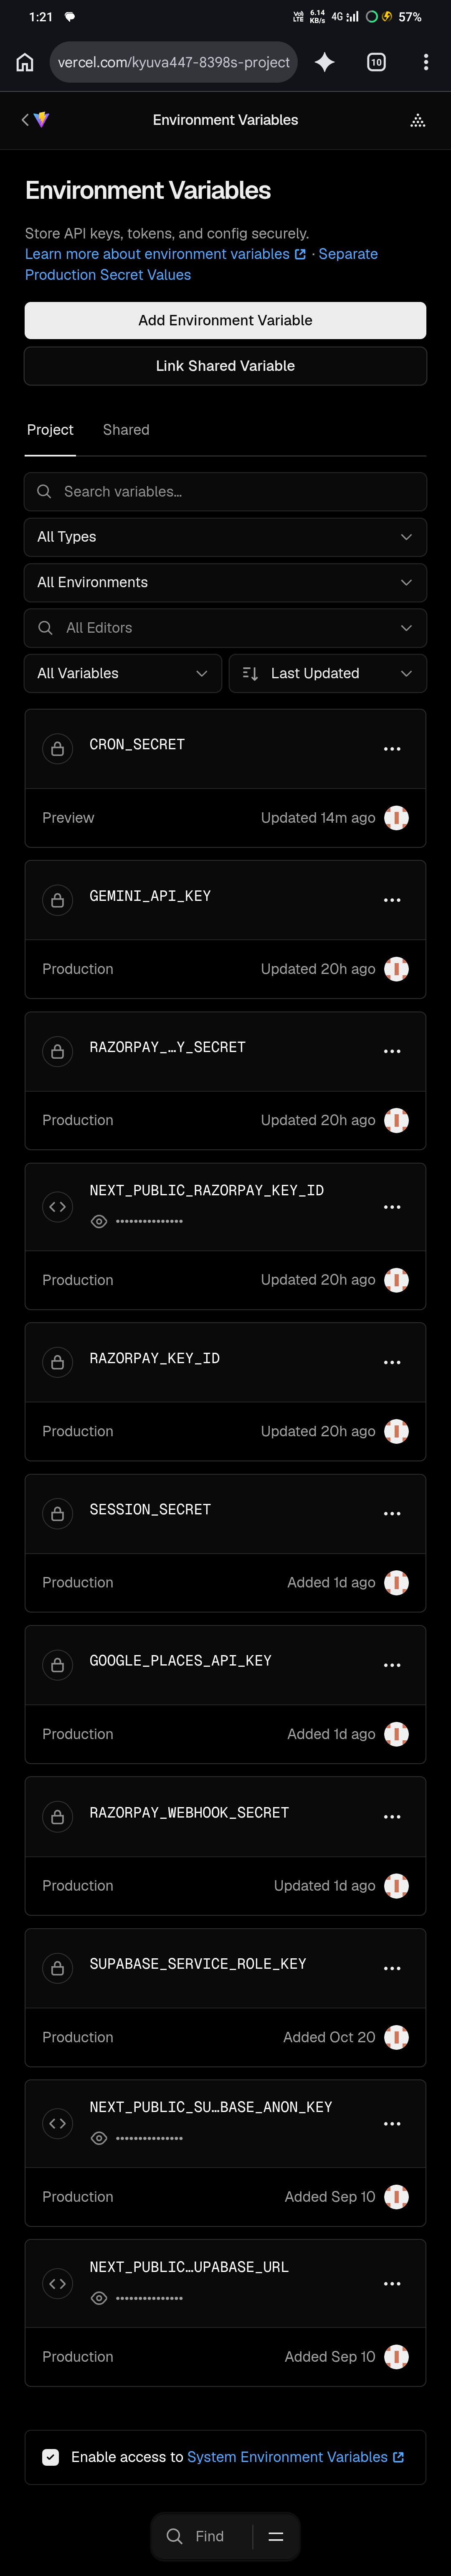 1:21
Vo) LTE 6.14 KB/s 4G 57%
vercel.com/kyuva447-8398s-project
10
Environment Variables
Environment Variables
Store API keys, tokens, and config securely.
Learn more about environment variables · Separate
Production Secret Values
Add Environment Variable
Link Shared Variable
Project Shared
Search variables...
All Types
All Environments
All Editors
All Variables Last Updated
CRON_SECRET
Preview Updated 14m ago
GEMINI_API_KEY
Production Updated 20h ago
RAZORPAY_…Y_SECRET
Production Updated 20h ago
NEXT_PUBLIC_RAZORPAY_KEY_ID
•••••••••••••••
Production Updated 20h ago
RAZORPAY_KEY_ID
Production Updated 20h ago
SESSION_SECRET
Production Added 1d ago
GOOGLE_PLACES_API_KEY
Production Added 1d ago
RAZORPAY_WEBHOOK_SECRET
Production Updated 1d ago
SUPABASE_SERVICE_ROLE_KEY
Production Added Oct 20
NEXT_PUBLIC_SU…BASE_ANON_KEY
•••••••••••••••
Production Added Sep 10
NEXT_PUBLIC…UPABASE_URL
•••••••••••••••
Production Added Sep 10
Enable access to System Environment Variables
Find